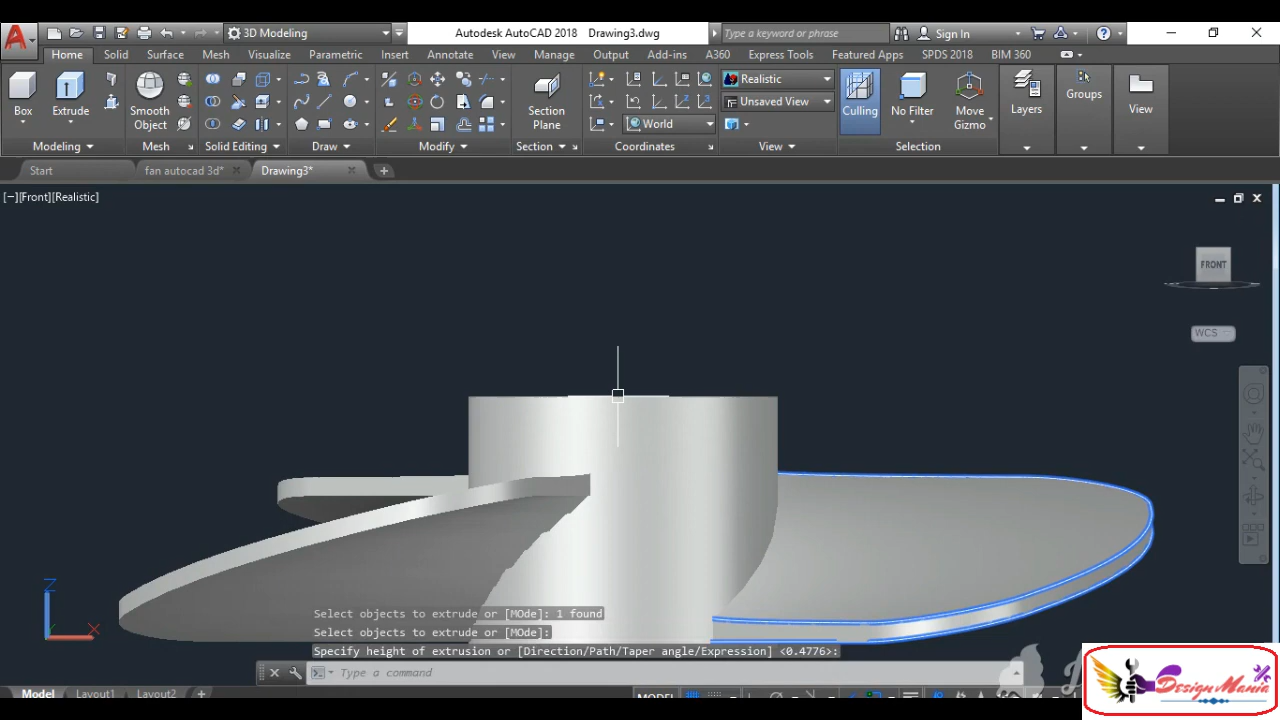 3D Modeling
Autodesk AutoCAD 2018 Drawing3.dwg
Type a keyword or phrase
Sign In
Home Solid Surface Mesh Visualize Parametric Insert Annotate View Manage Output Add-ins A360 Express Tools Featured Apps SPDS 2018 BIM 360
Box
Extrude
Smooth
Object
Section
Plane
Realistic
Unsaved View
World
Culling
No Filter
Move
Gizmo
Layers
Groups
View
Modeling Mesh Solid Editing Draw Modify Section Coordinates View Selection
Start
fan autocad 3d*
Drawing3*
[−][Front][Realistic]
FRONT
WCS
Z
X
Select objects to extrude or [MOde]: 1 found
Select objects to extrude or [MOde]:
Specify height of extrusion or [Direction/Path/Taper angle/Expression] <0.4776>:
Type a command
Model Layout1 Layout2
MODEL
Design Mania